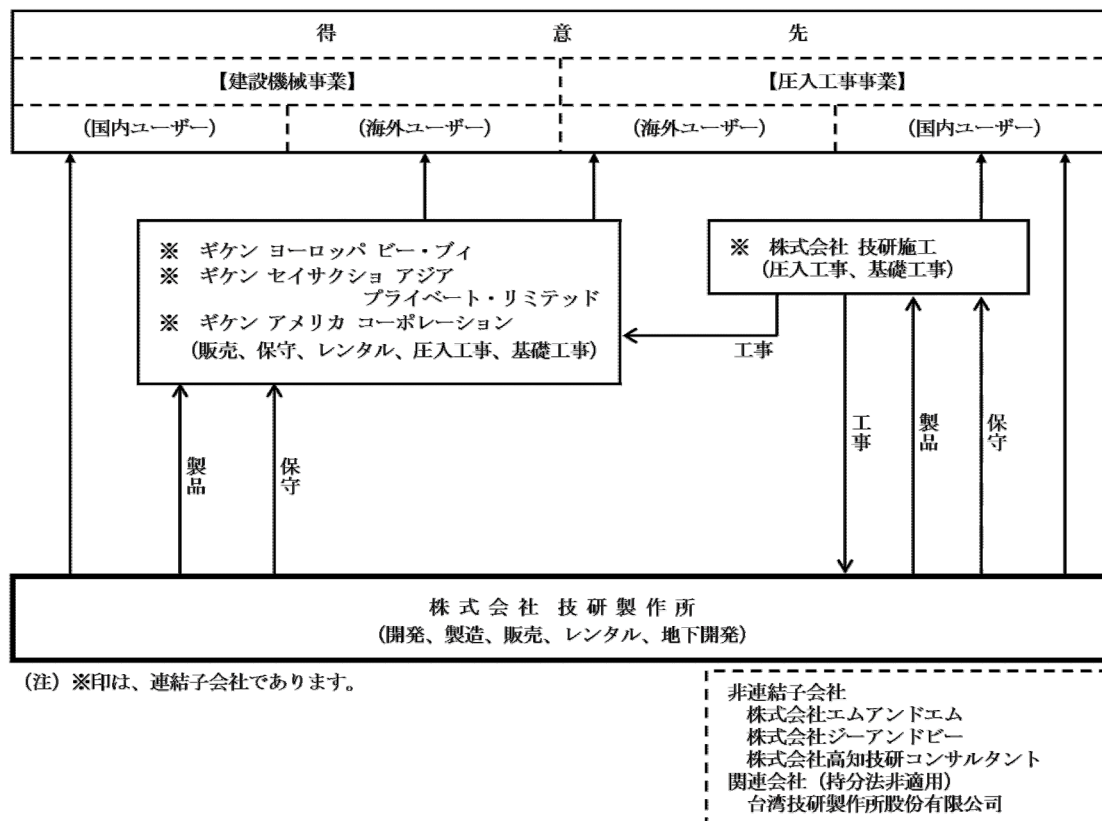 得意先
【建設機械事業】
【圧入工事事業】
(国内ユーザー)
(海外ユーザー)
(海外ユーザー)
(国内ユーザー)
※ ギケン ヨーロッパ ビー・ブイ
※ ギケン セイサクショ アジア
プライベート・リミテッド
※ ギケン アメリカ コーポレーション
(販売、保守、レンタル、圧入工事、基礎工事)
※ 株式会社 技研施工
(圧入工事、基礎工事)
工事
製品
保守
工事
製品
保守
株式会社 技研製作所
(開発、製造、販売、レンタル、地下開発)
(注)※印は、連結子会社であります。
非連結子会社
株式会社エムアンドエム
株式会社ジーアンドビー
株式会社高知技研コンサルタント
関連会社(持分法非適用)
台湾技研製作所股份有限公司